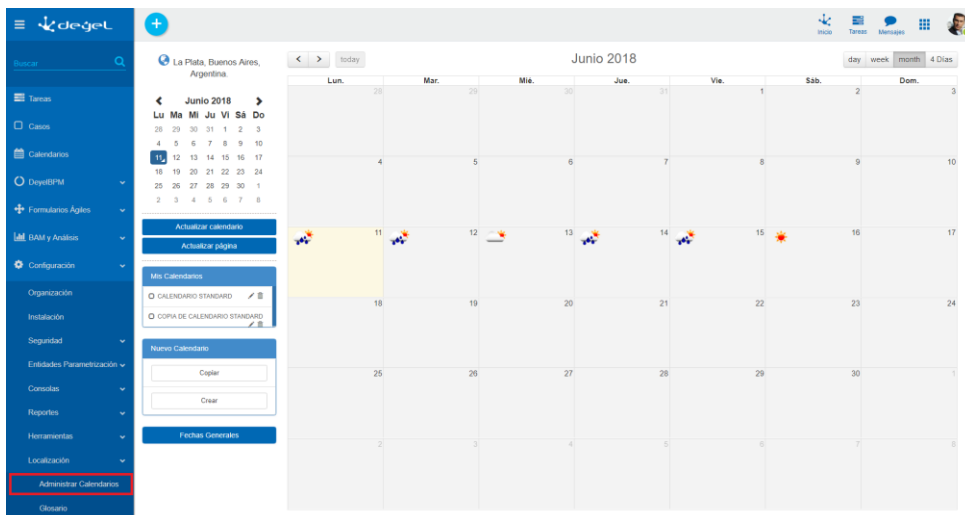 deyel
Buscar
Tareas
Casos
Calendarios
DeyelBPM
Formularios Ágiles
BAM y Análisis
Configuración
Organización
Instalación
Seguridad
Entidades Parametrización
Consolas
Reportes
Herramientas
Localización
Administrar Calendarios
Glosario
Inicio
Tareas
Mensajes
La Plata, Buenos Aires,
Argentina.
Junio 2018
Lu Ma Mi Ju Vi Sá Do
28 29 30 31 1 2 3
4 5 6 7 8 9 10
11 12 13 14 15 16 17
18 19 20 21 22 23 24
25 26 27 28 29 30 1
2 3 4 5 6 7 8
Actualizar calendario
Actualizar página
Mis Calendarios
CALENDARIO STANDARD
COPIA DE CALENDARIO STANDARD
Nuevo Calendario
Copiar
Crear
Fechas Generales
today
Junio 2018
day week month 4 Días
Lun. Mar. Mié. Jue. Vie. Sáb. Dom.
28 29 30 31 1 2 3
4 5 6 7 8 9 10
11 12 13 14 15 16 17
18 19 20 21 22 23 24
25 26 27 28 29 30 1
2 3 4 5 6 7 8